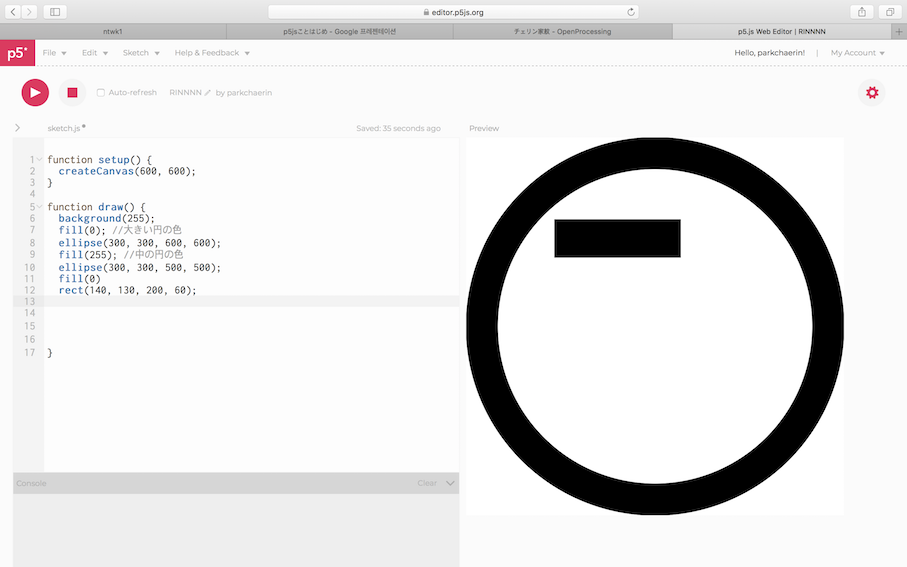 editor.p5js.org
ntwk1
p5jsことはじめ - Google 프레젠테이션
チェリン家紋 - OpenProcessing
p5.js Web Editor | RINNNN
p5* File Edit Sketch Help & Feedback Hello, parkchaerin! | My Account
Auto-refresh RINNNN by parkchaerin
sketch.js Saved: 35 seconds ago Preview
1 function setup() {
2 createCanvas(600, 600);
3 }
4
5 function draw() {
6 background(255);
7 fill(0); //大きい円の色
8 ellipse(300, 300, 600, 600);
9 fill(255); //中の円の色
10 ellipse(300, 300, 500, 500);
11 fill(0)
12 rect(140, 130, 200, 60);
13
14
15
16
17 }
Console Clear